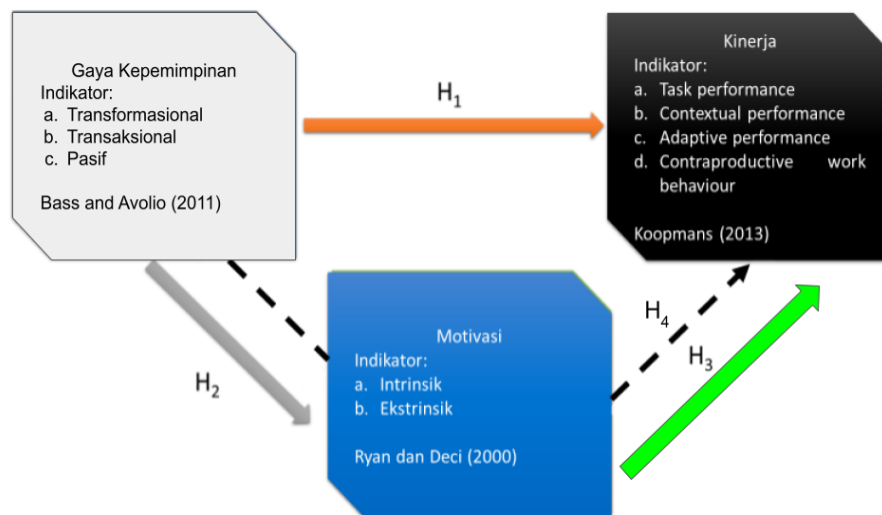 Gaya Kepemimpinan
Indikator:
a. Transformasional
b. Transaksional
c. Pasif
Bass and Avolio (2011)
H1
Kinerja
Indikator:
a. Task performance
b. Contextual performance
c. Adaptive performance
d. Contraproductive work
behaviour
Koopmans (2013)
H2
Motivasi
Indikator:
a. Intrinsik
b. Ekstrinsik
Ryan dan Deci (2000)
H4
H3